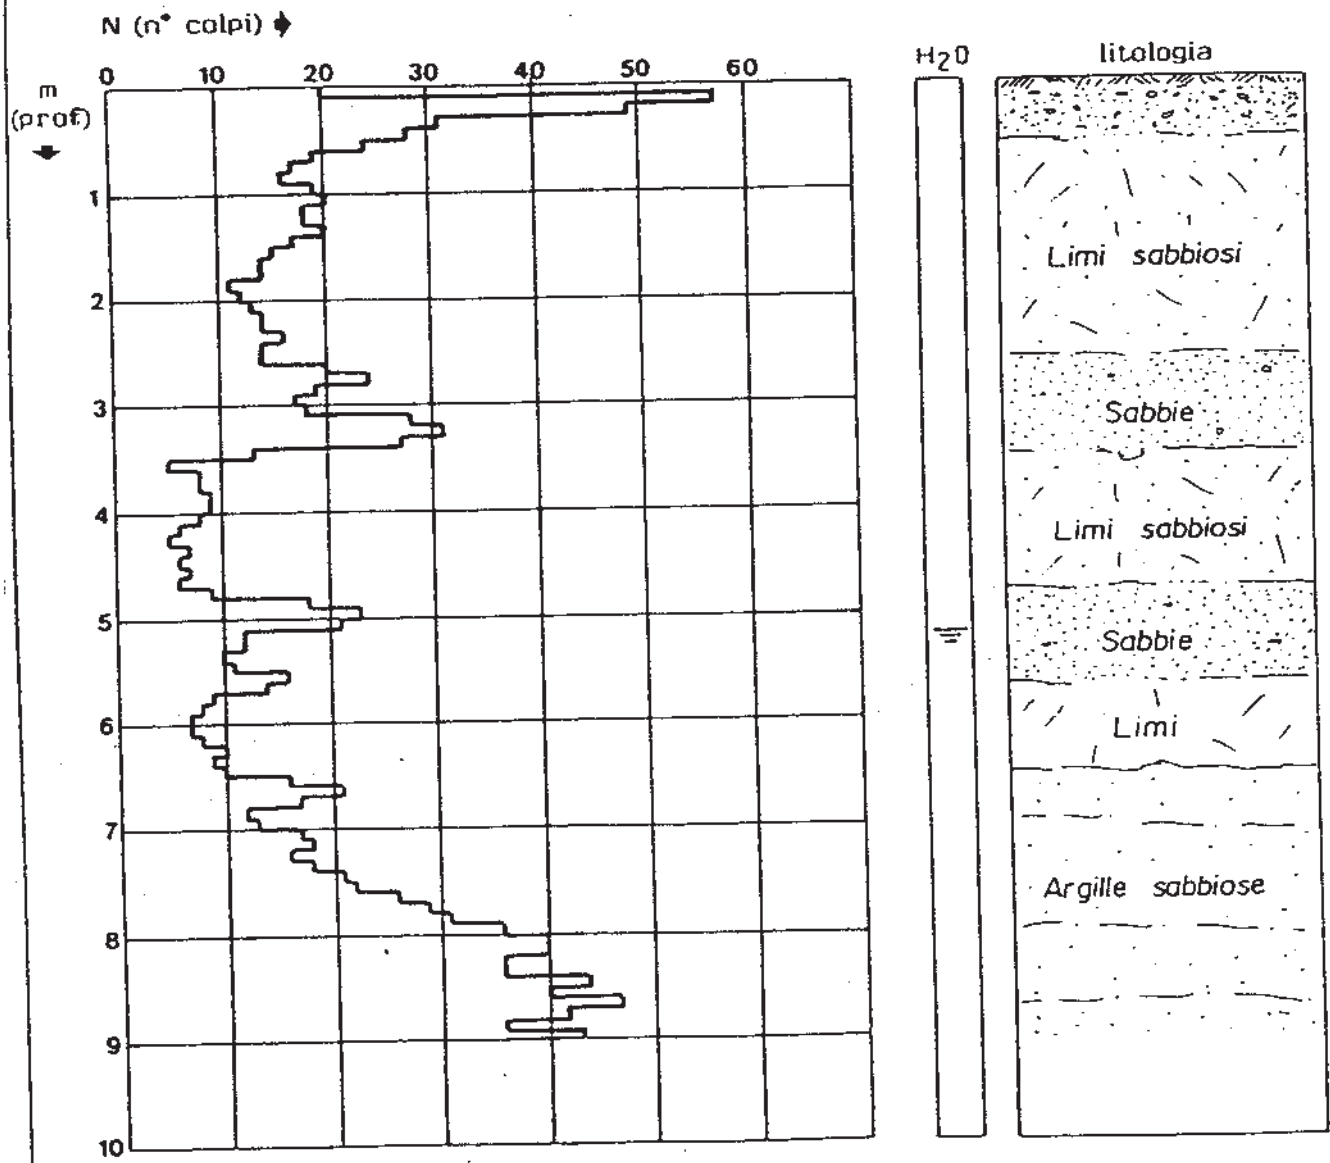 N (n° colpi)
H2O
litologia
0 10 20 30 40 50 60
m
(prof.)
1
Limi sabbiosi
2
3
Sabbie
4
Limi sabbiosi
5
Sabbie
6
Limi
7
Argille sabbiose
8
9
10